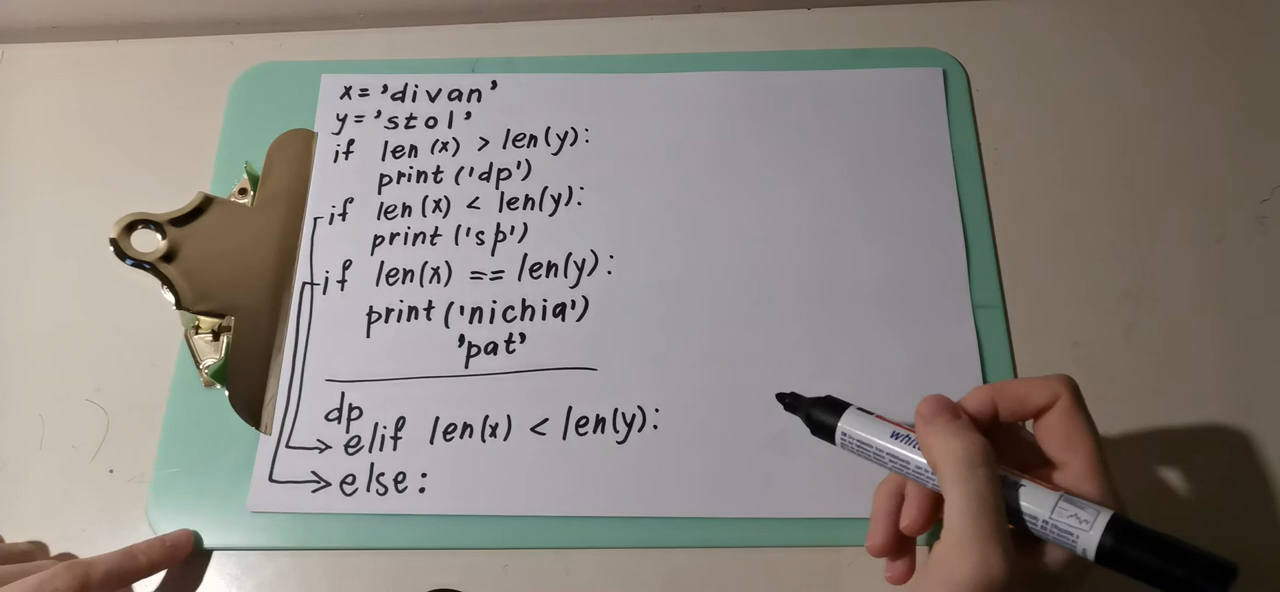 x = 'divan'
y = 'stol'
if len(x) > len(y):
print('dp')
if len(x) < len(y):
print('sp')
if len(x) == len(y):
print('nichia')
'pat'
dp
elif len(x) < len(y):
else: